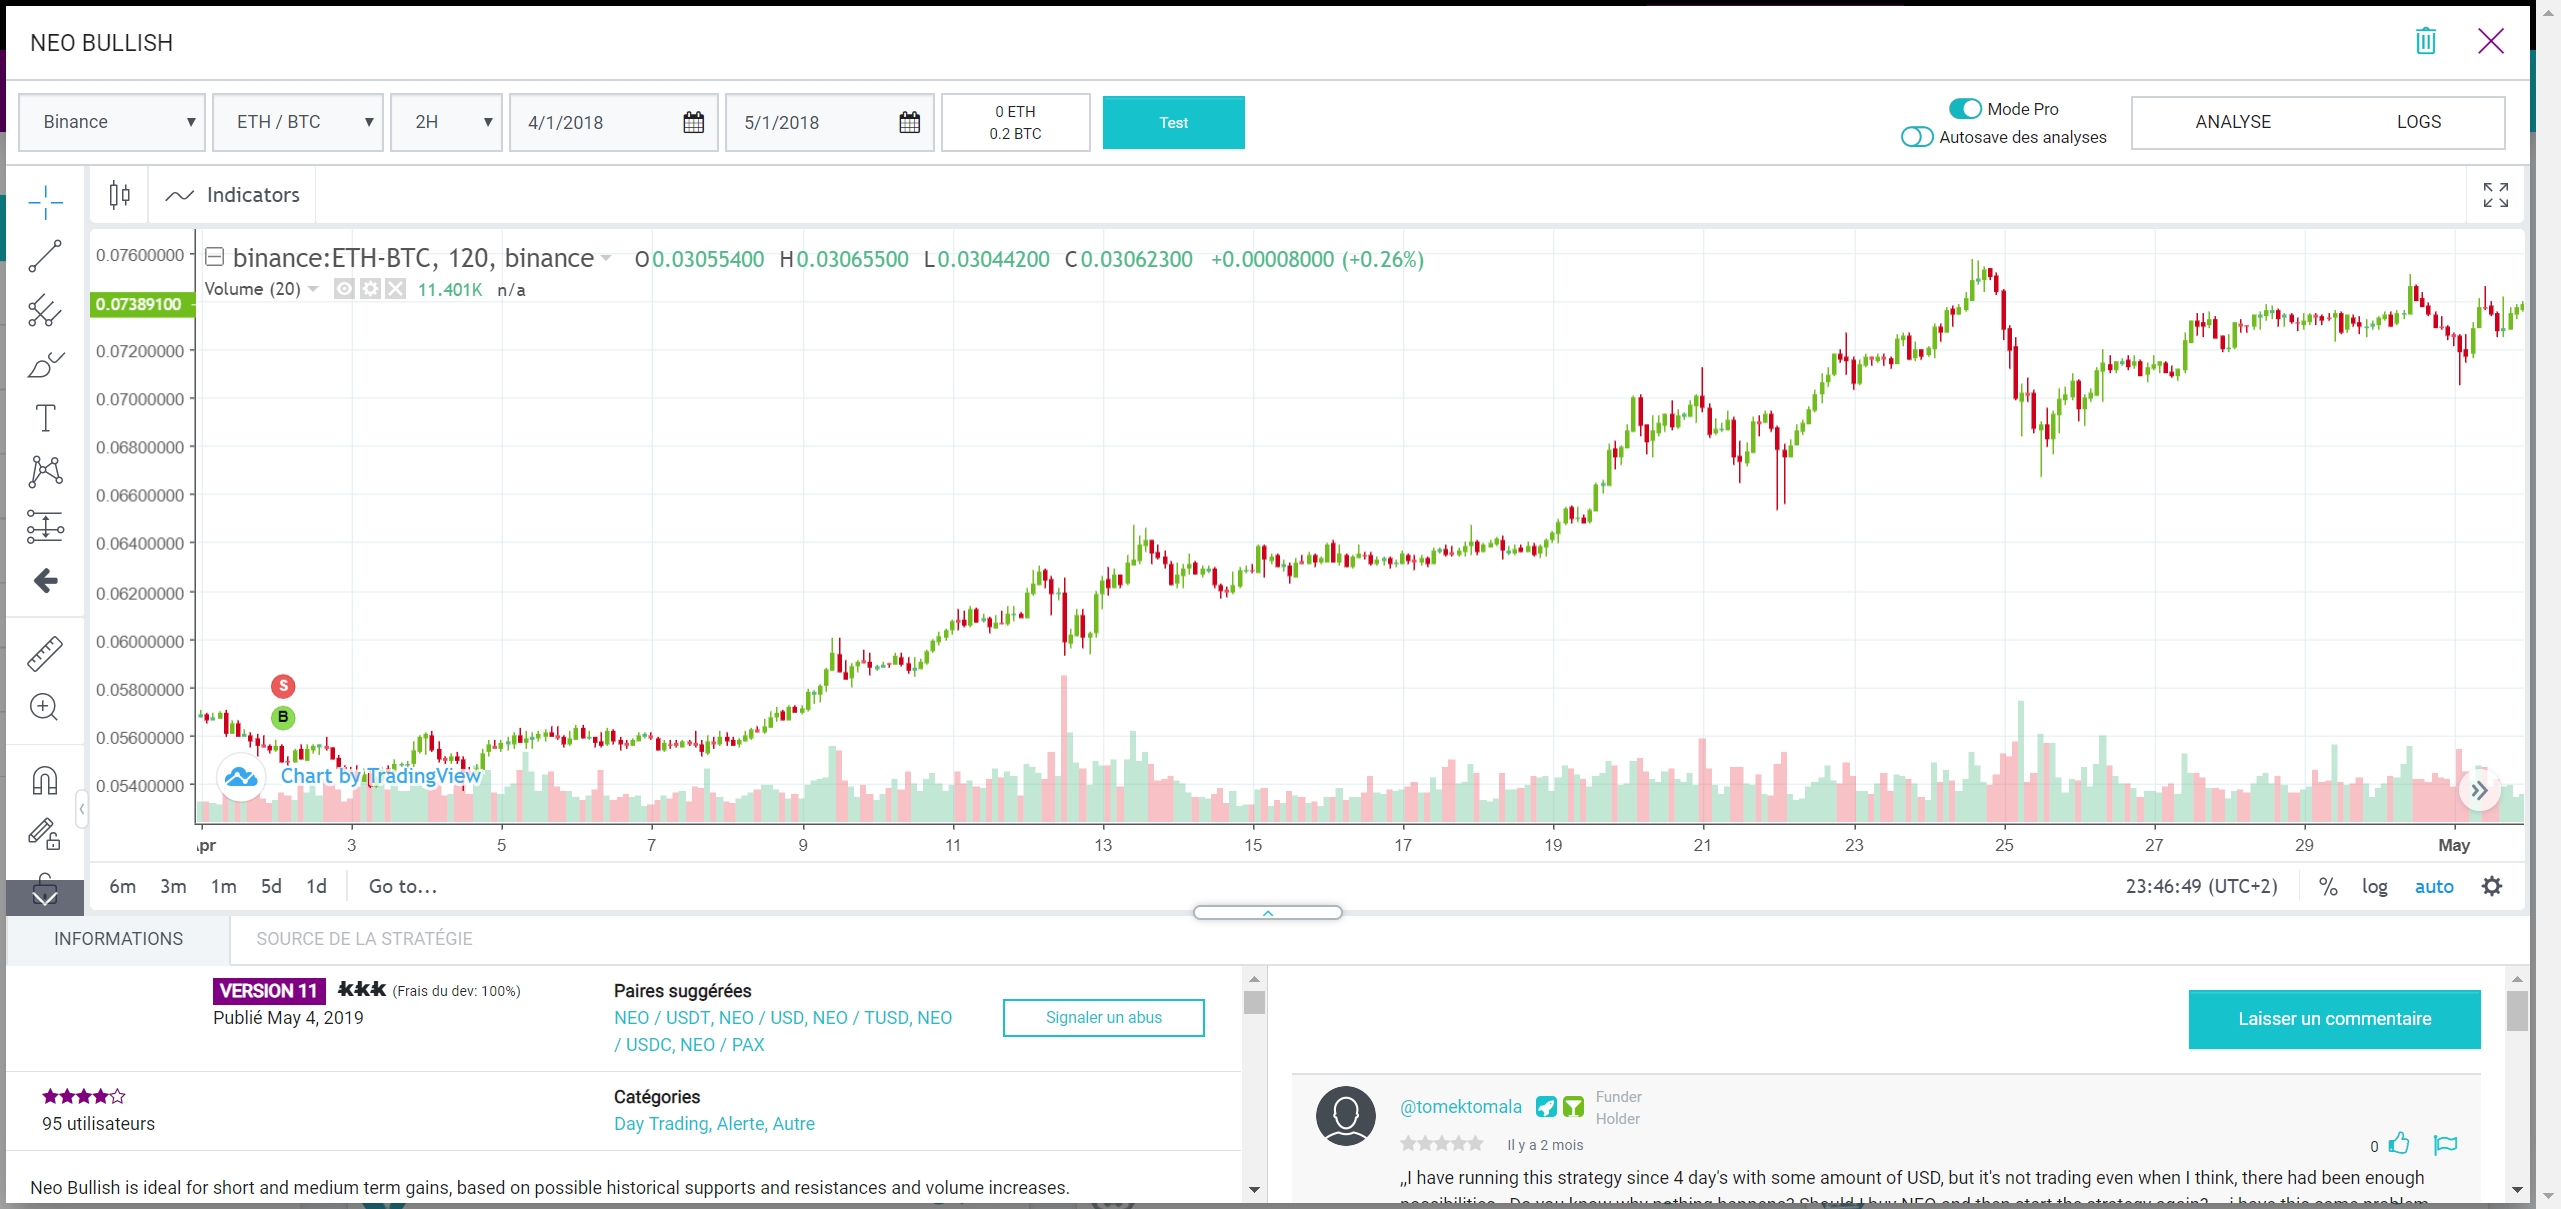 NEO BULLISH
Binance
ETH / BTC
2H
4/1/2018
5/1/2018
0 ETH
0.2 BTC
Test
Mode Pro
Autosave des analyses
ANALYSE
LOGS
Indicators
binance:ETH-BTC, 120, binance O0.03055400 H0.03065500 L0.03044200 C0.03062300 +0.00008000 (+0.26%)
Volume (20) 11.401K n/a
0.07600000
0.07389100
0.07200000
0.07000000
0.06800000
0.06600000
0.06400000
0.06200000
0.06000000
0.05800000
0.05600000
0.05400000
S
B
Chart by TradingView
3 5 7 9 11 13 15 17 19 21 23 25 27 29 May
6m 3m 1m 5d 1d Go to...
23:46:49 (UTC+2) % log auto
INFORMATIONS
SOURCE DE LA STRATÉGIE
VERSION 11 (Frais du dev: 100%)
Publié May 4, 2019
Paires suggérées
NEO / USDT, NEO / USD, NEO / TUSD, NEO
/ USDC, NEO / PAX
Signaler un abus
95 utilisateurs
Catégories
Day Trading, Alerte, Autre
Neo Bullish is ideal for short and medium term gains, based on possible historical supports and resistances and volume increases.
Laisser un commentaire
@tomektomala
Funder
Holder
Il y a 2 mois
0
,,I have running this strategy since 4 day's with some amount of USD, but it's not trading even when I think, there had been enough